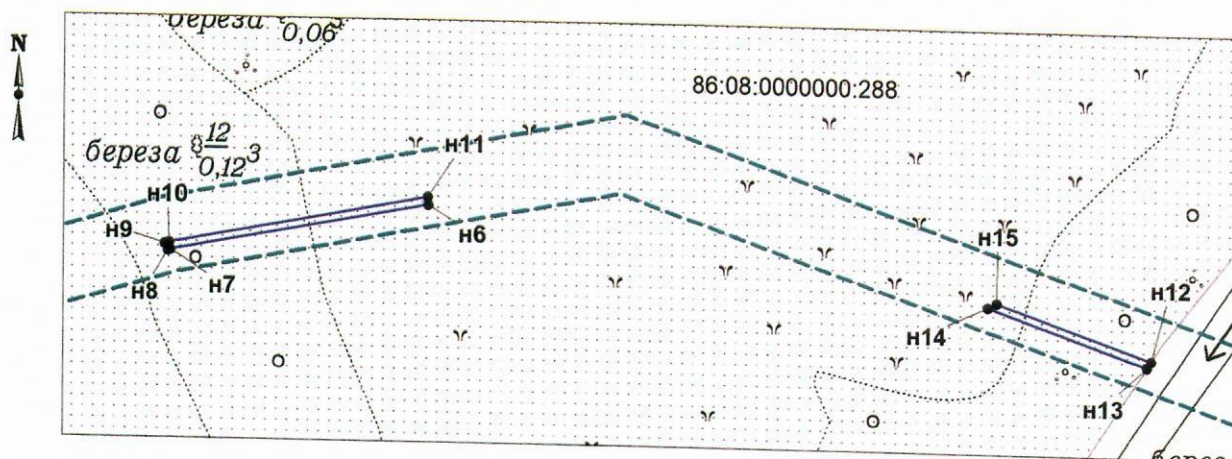 N
береза
0,06
86:08:0000000:288
береза 12
0,12 3
н11
н10
н9
н8
н7
н6
н15
н12
н14
н13